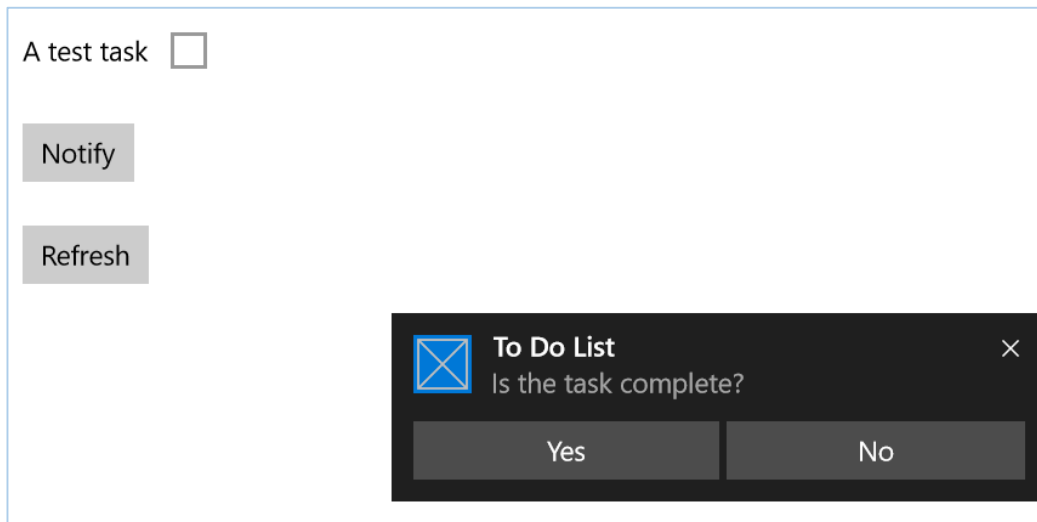 A test task
Notify
Refresh
To Do List
Is the task complete?
Yes
No